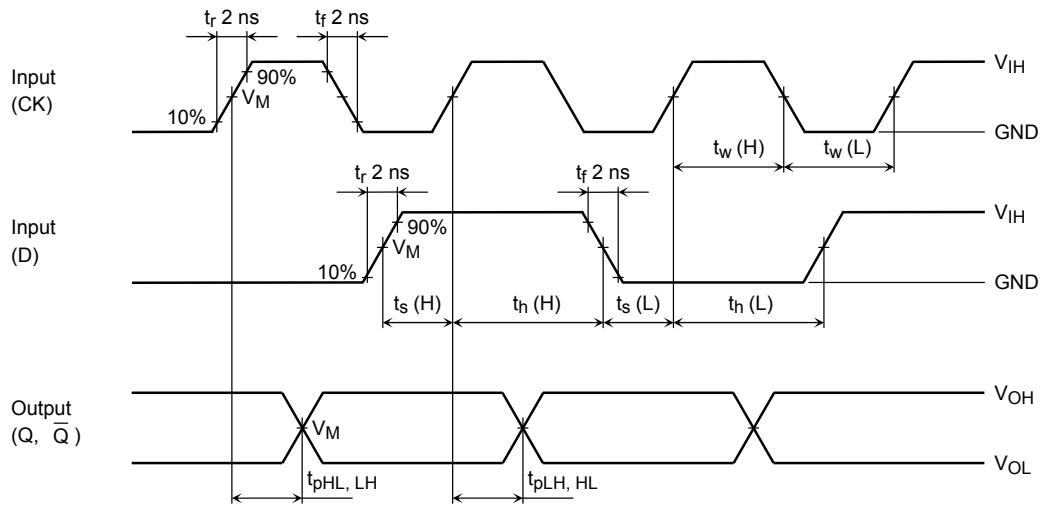 tr 2 ns tf 2 ns
Input
(CK)
90%
VM
10%
VIH
GND
tw (H) tw (L)
tr 2 ns tf 2 ns
Input
(D)
90%
VM
10%
VIH
GND
ts (H) th (H) ts (L) th (L)
Output
(Q, Q̅ )
VM
VOH
VOL
tpHL, LH tpLH, HL